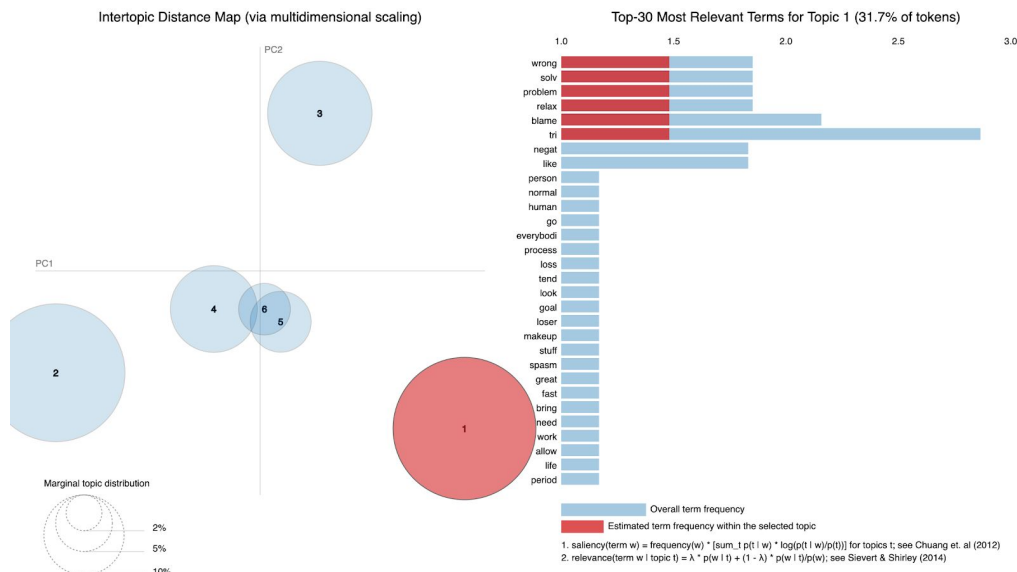 Intertopic Distance Map (via multidimensional scaling)
PC2
PC1
3
4
6
5
2
1
Marginal topic distribution
2%
5%
10%
Top-30 Most Relevant Terms for Topic 1 (31.7% of tokens)
1.0 1.5 2.0 2.5 3.0
wrong
solv
problem
relax
blame
tri
negat
like
person
normal
human
go
everybodi
process
loss
tend
look
goal
loser
makeup
stuff
spasm
great
fast
bring
need
work
allow
life
period
Overall term frequency
Estimated term frequency within the selected topic
1. saliency(term w) = frequency(w) * [sum_t p(t | w) * log(p(t | w)/p(t))] for topics t; see Chuang et. al (2012)
2. relevance(term w | topic t) = λ * p(w | t) + (1 - λ) * p(w | t)/p(w); see Sievert & Shirley (2014)